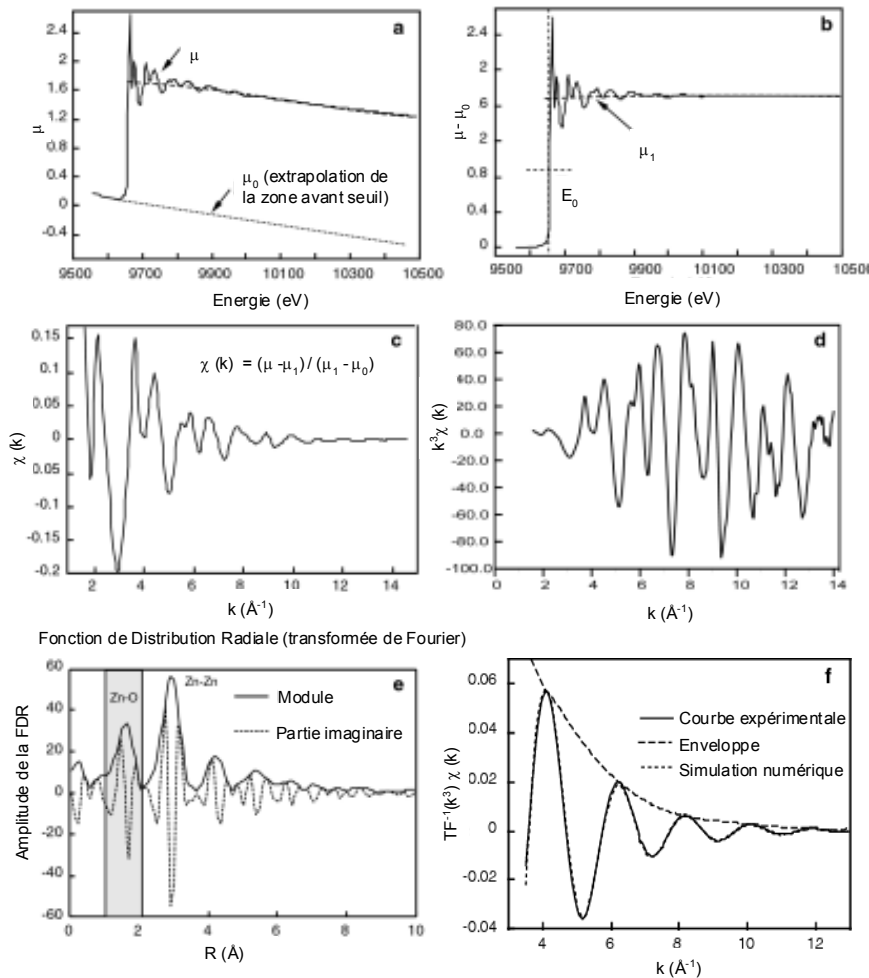 a
2.4
2
1.6
1.2
0.8
0.4
0
-0.4
μ
μ
μ₀ (extrapolation de
la zone avant seuil)
9500 9700 9900 10100 10300 10500
Energie (eV)
b
2.4
2
6
2
0.8
0.4
0
μ- μ₀
μ₁
E₀
9500 9700 9900 10100 10300 10500
Energie (eV)
c
0.15
0.1
0.05
0
0.05
-0.1
-0.15
-0.2
χ (k)
χ (k) = (μ -μ₁) / (μ₁ - μ₀)
2 4 6 8 10 12
k (Å⁻¹)
d
80.0
60.0
40.0
20.0
0.0
-20.0
-40.0
-60.0
-80.0
-100.0
k³χ (k)
0 2 4 6 8 10 12 14
k (Å⁻¹)
Fonction de Distribution Radiale (transformée de Fourier)
e
60
40
20
0
-20
-40
-60
Amplitude de la FDR
Zn-O
Zn-Zn
Module
Partie imaginaire
0 2 4 6 8 10
R (Å)
f
0.06
0.04
0.02
0
-0.02
-0.04
TF⁻¹(k³) χ (k)
Courbe expérimentale
Enveloppe
Simulation numérique
4 6 8 10 12
k (Å⁻¹)